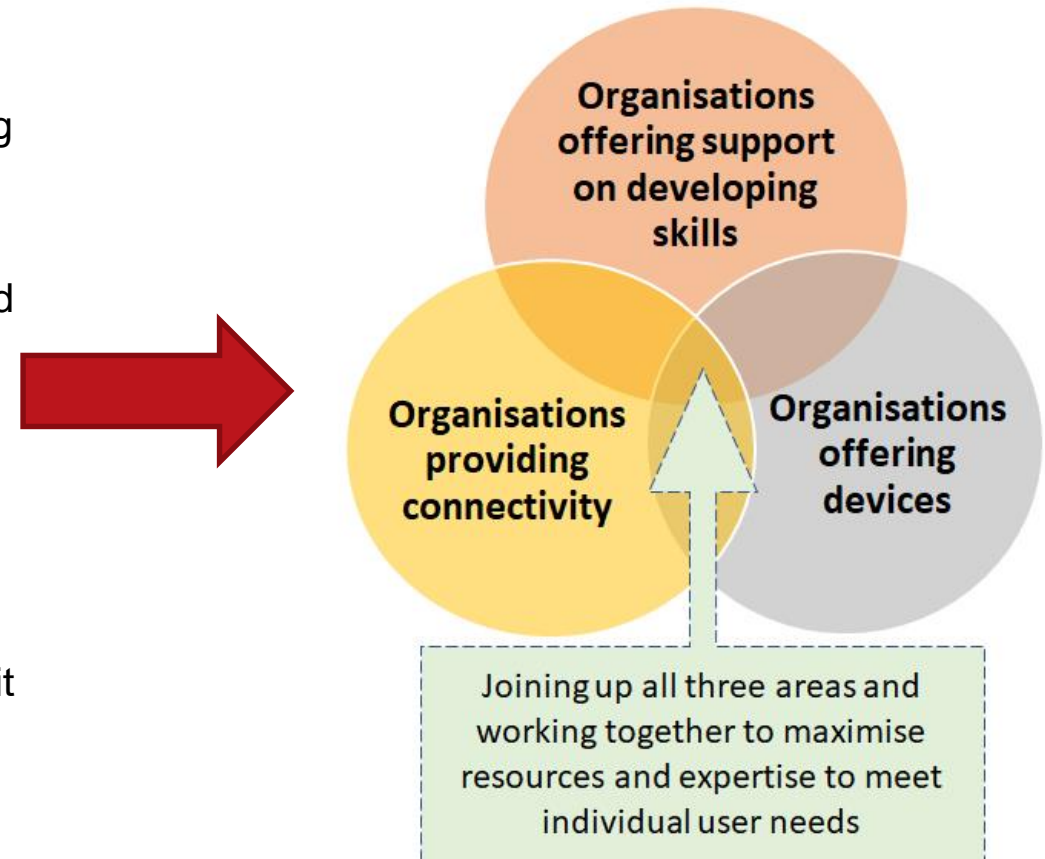 g
d
it
Organisations
offering support
on developing
skills
Organisations
providing
connectivity
Organisations
offering
devices
Joining up all three areas and
working together to maximise
resources and expertise to meet
individual user needs